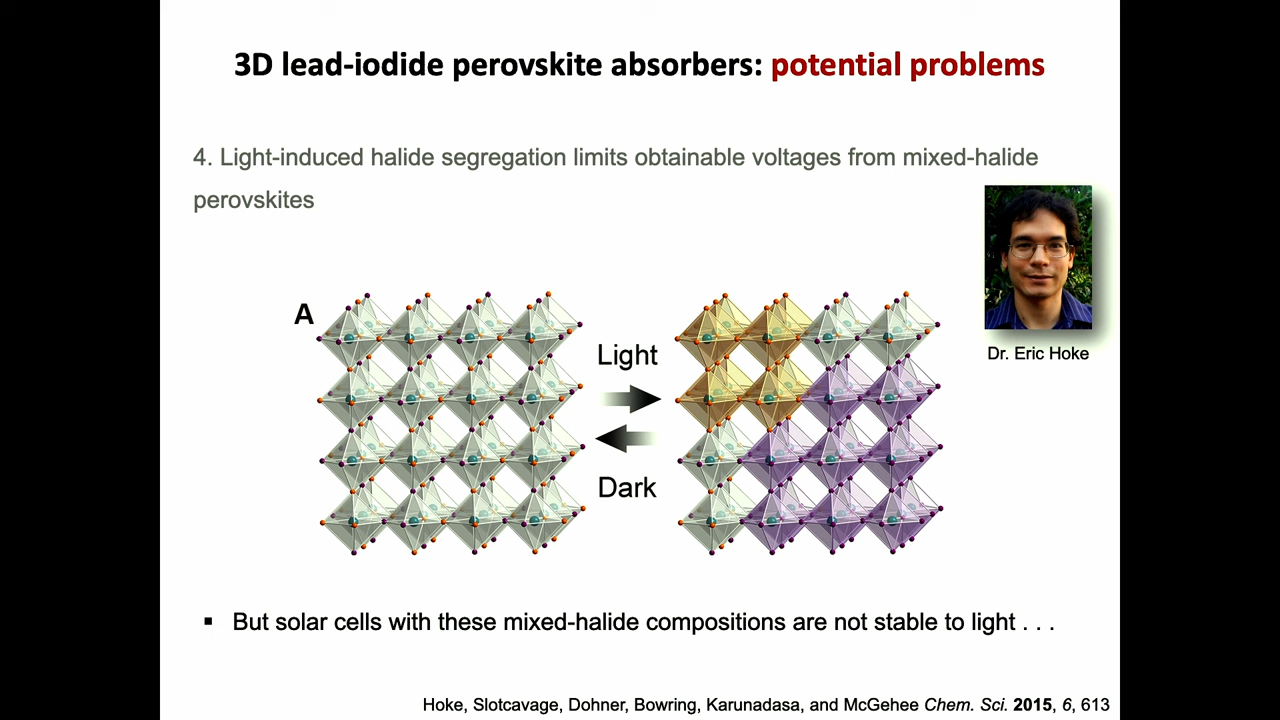 3D lead-iodide perovskite absorbers: potential problems
4. Light-induced halide segregation limits obtainable voltages from mixed-halide
perovskites
Dr. Eric Hoke
A
Light
Dark
▪ But solar cells with these mixed-halide compositions are not stable to light . . .
Hoke, Slotcavage, Dohner, Bowring, Karunadasa, and McGehee Chem. Sci. 2015, 6, 613